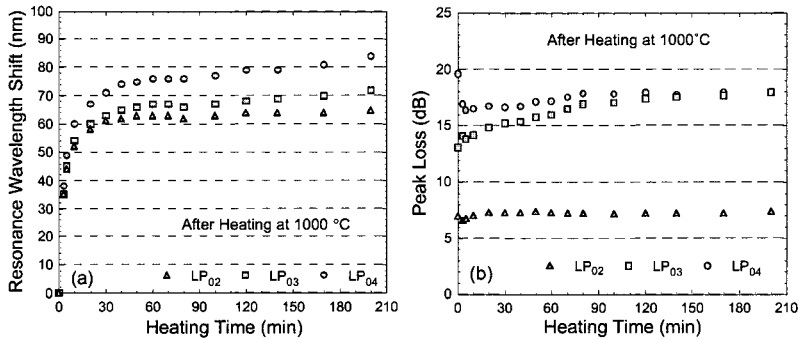 Resonance Wavelength Shift (nm)
100
90
80
70
60
50
40
30
20
10
0
After Heating at 1000 °C
(a)
LP02 LP03 LP04
0 30 60 90 120 150 180 210
Heating Time (min)
Peak Loss (dB)
25
20
15
10
5
0
After Heating at 1000°C
(b)
LP02 LP03 LP04
0 30 60 90 120 140 170 210
Heating Time (min)